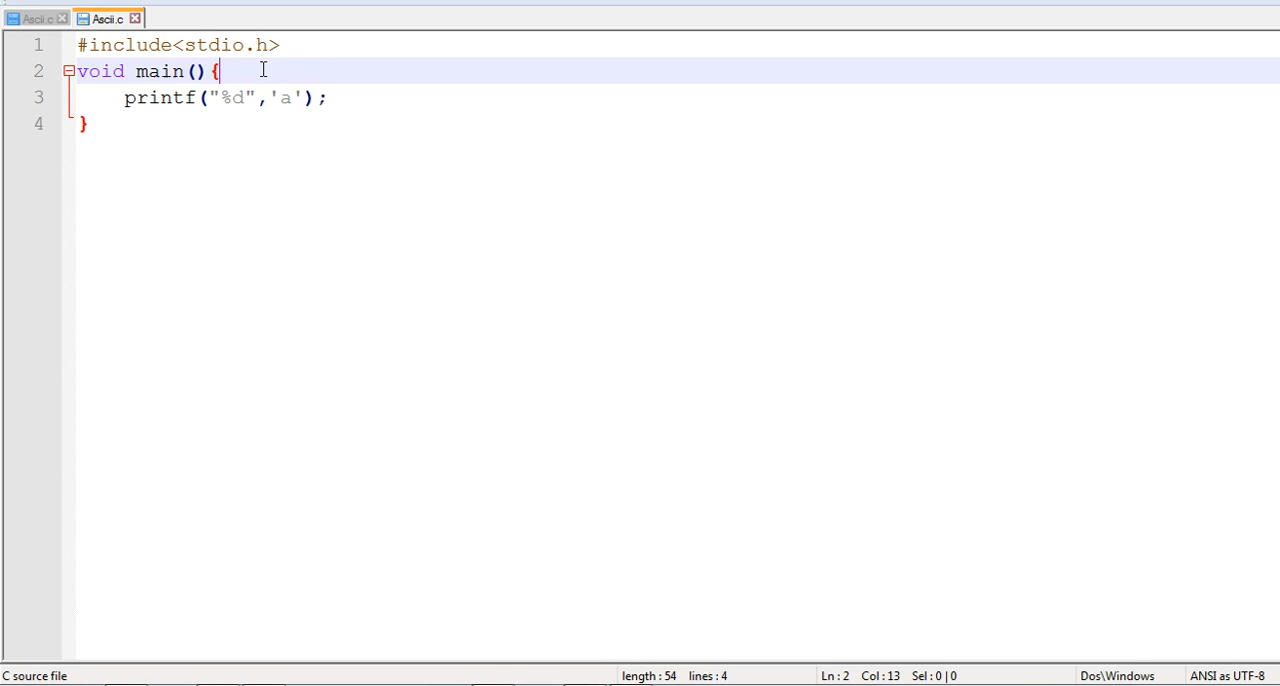 Ascii.c Ascii.c
1 #include<stdio.h>
2 void main(){
3 printf("%d",'a');
4 }
C source file length : 54 lines : 4 Ln : 2 Col : 13 Sel : 0 | 0 Dos\Windows ANSI as UTF-8